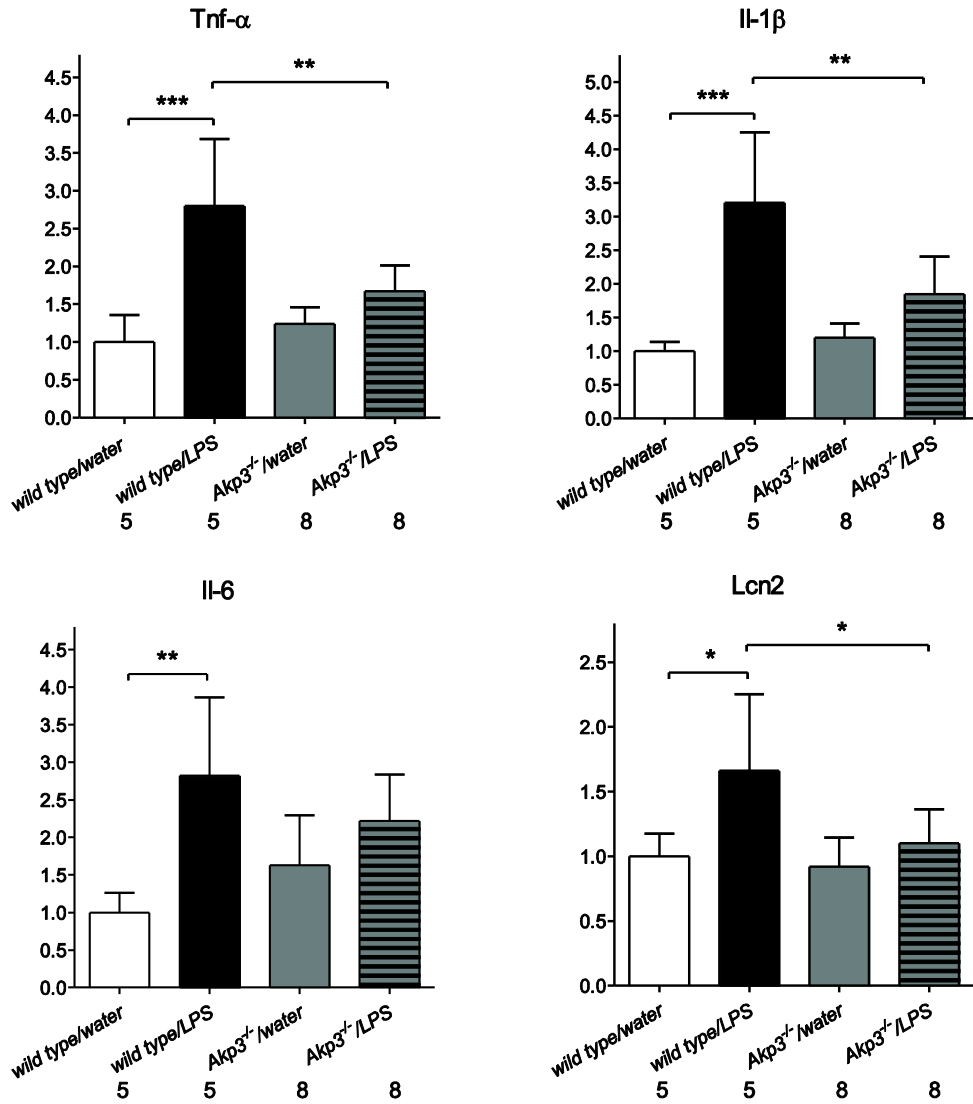 Tnf-α
4.5
4.0
3.5
3.0
2.5
2.0
1.5
1.0
0.5
0.0
***
**
wild type/water
wild type/LPS
Akp3-/-/water
Akp3-/-/LPS
5 5 8 8
Il-1β
5.0
4.5
4.0
3.5
3.0
2.5
2.0
1.5
1.0
0.5
0.0
***
**
wild type/water
wild type/LPS
Akp3-/-/water
Akp3-/-/LPS
5 5 8 8
Il-6
4.5
4.0
3.5
3.0
2.5
2.0
1.5
1.0
0.5
0.0
**
wild type/water
wild type/LPS
Akp3-/-/water
Akp3-/-/LPS
5 5 8 8
Lcn2
2.5
2.0
1.5
1.0
0.5
0.0
*
*
wild type/water
wild type/LPS
Akp3-/-/water
Akp3-/-/LPS
5 5 8 8